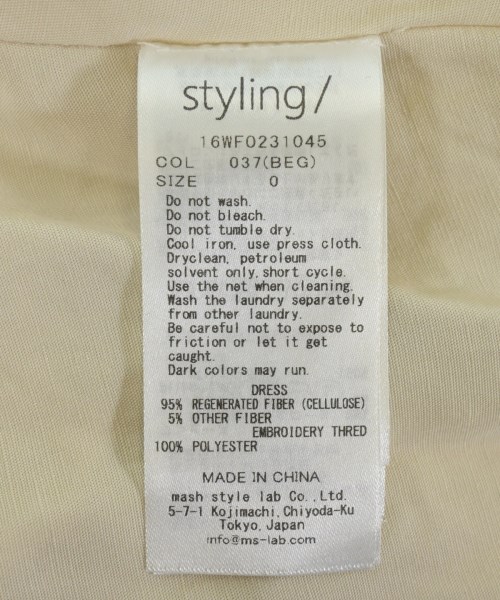 styling/
16WF0231045
COL 037(BEG)
SIZE 0
Do not wash.
Do not bleach.
Do not tumble dry.
Cool iron, use press cloth.
Dryclean, petroleum
solvent only, short cycle.
Use the net when cleaning.
Wash the laundry separately
from other laundry.
Be careful not to expose to
friction or let it get
caught.
Dark colors may run.
DRESS
95% REGENERATED FIBER (CELLULOSE)
5% OTHER FIBER
EMBROIDERY THRED
100% POLYESTER
MADE IN CHINA
mash style lab Co., Ltd.
5-7-1 Kojimachi, Chiyoda-Ku
Tokyo, Japan
info@ms-lab.com